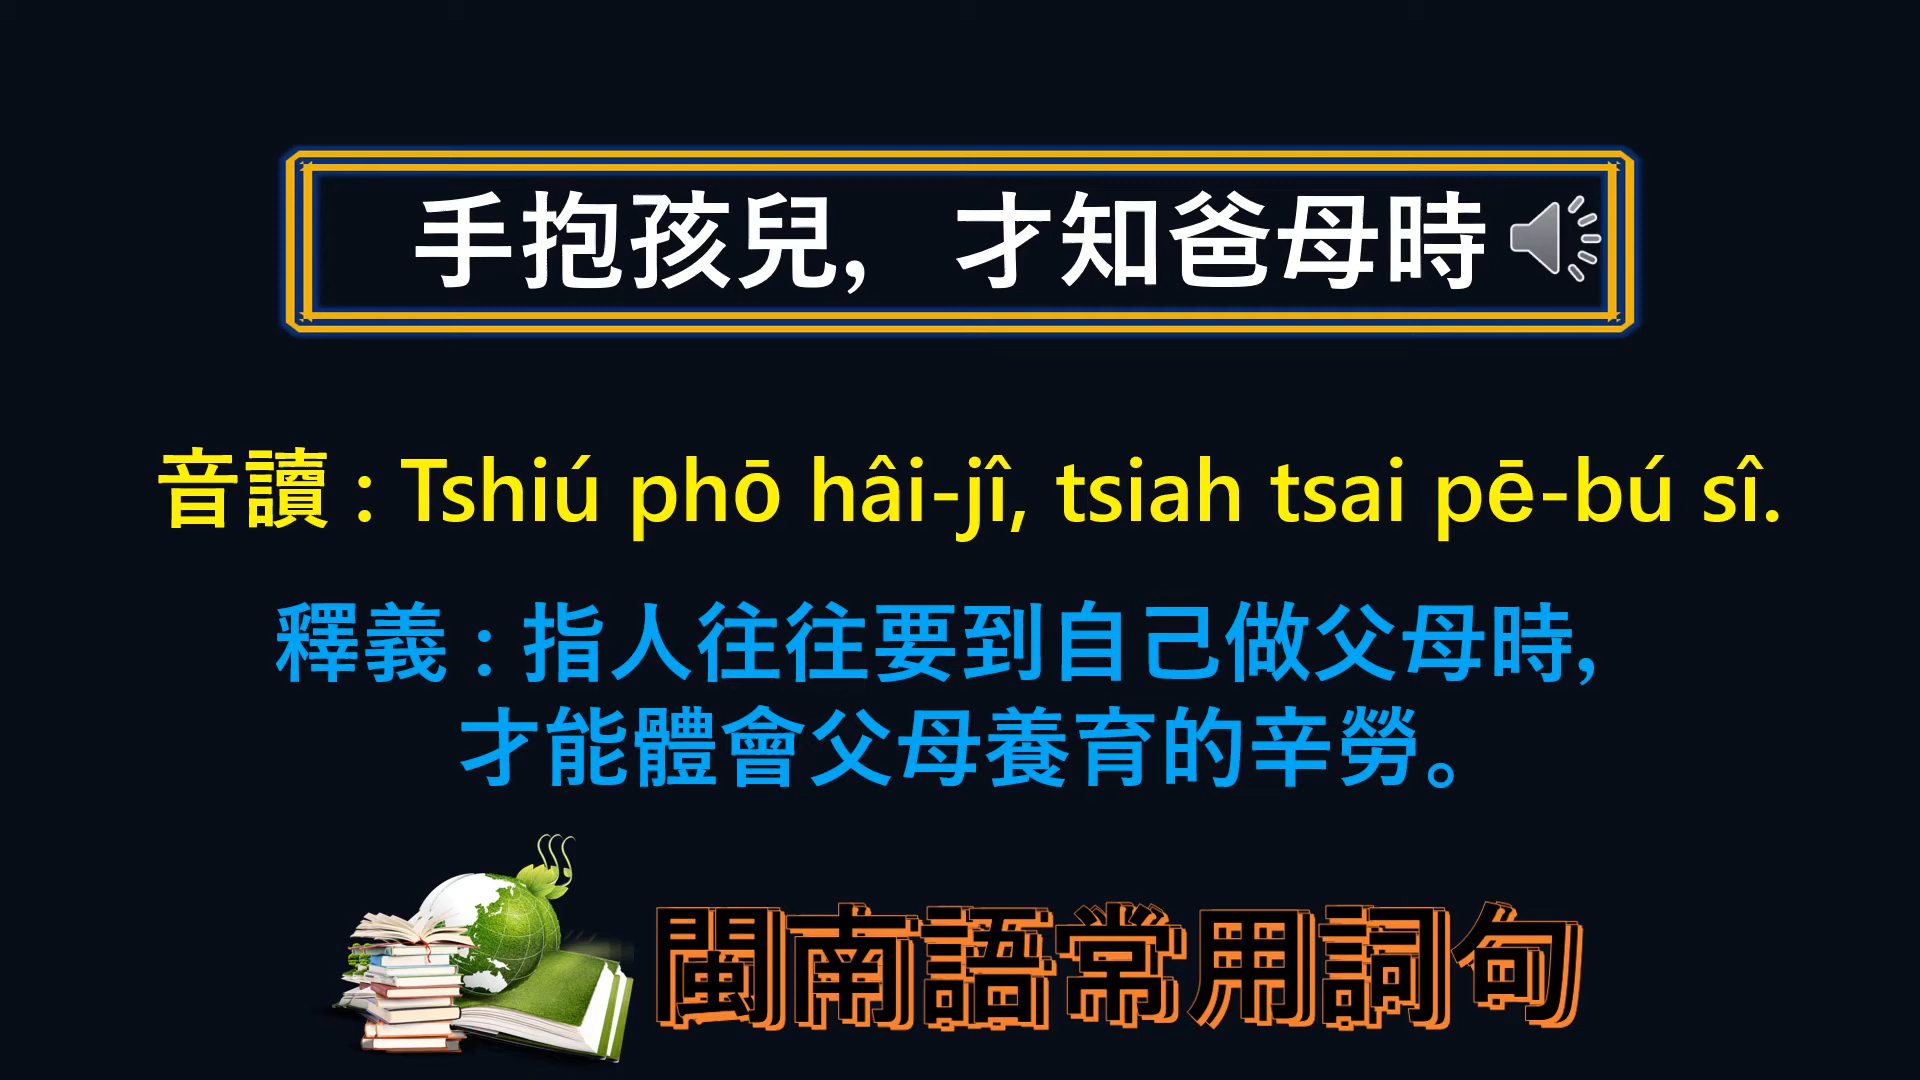 手抱孩兒, 才知爸母時
音讀 : Tshiú phō hâi-jî, tsiah tsai pē-bú sî.
釋義 : 指人往往要到自己做父母時,
才能體會父母養育的辛勞。
閩南語常用詞句